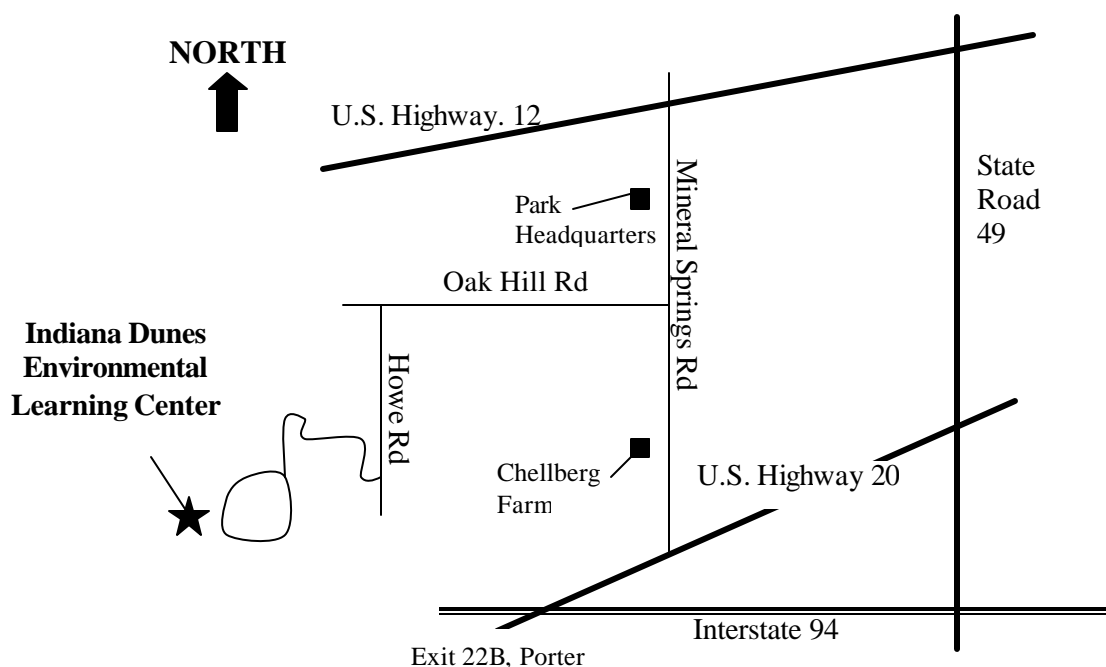 NORTH
U.S. Highway. 12
Park
Headquarters
Mineral Springs Rd
State
Road
49
Oak Hill Rd
Indiana Dunes
Environmental
Learning Center
Howe Rd
Chellberg
Farm
U.S. Highway 20
Interstate 94
Exit 22B, Porter